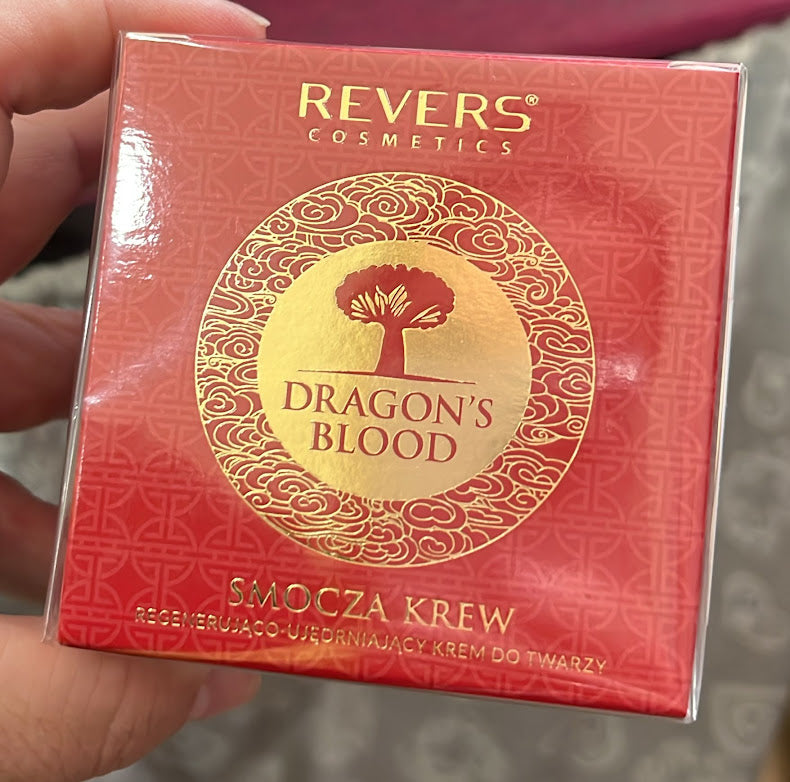 REVERS®
COSMETICS
DRAGON'S
BLOOD
SMOCZA KREW
REGENERUJĄCO-UJĘDRNIAJĄCY KREM DO TWARZY